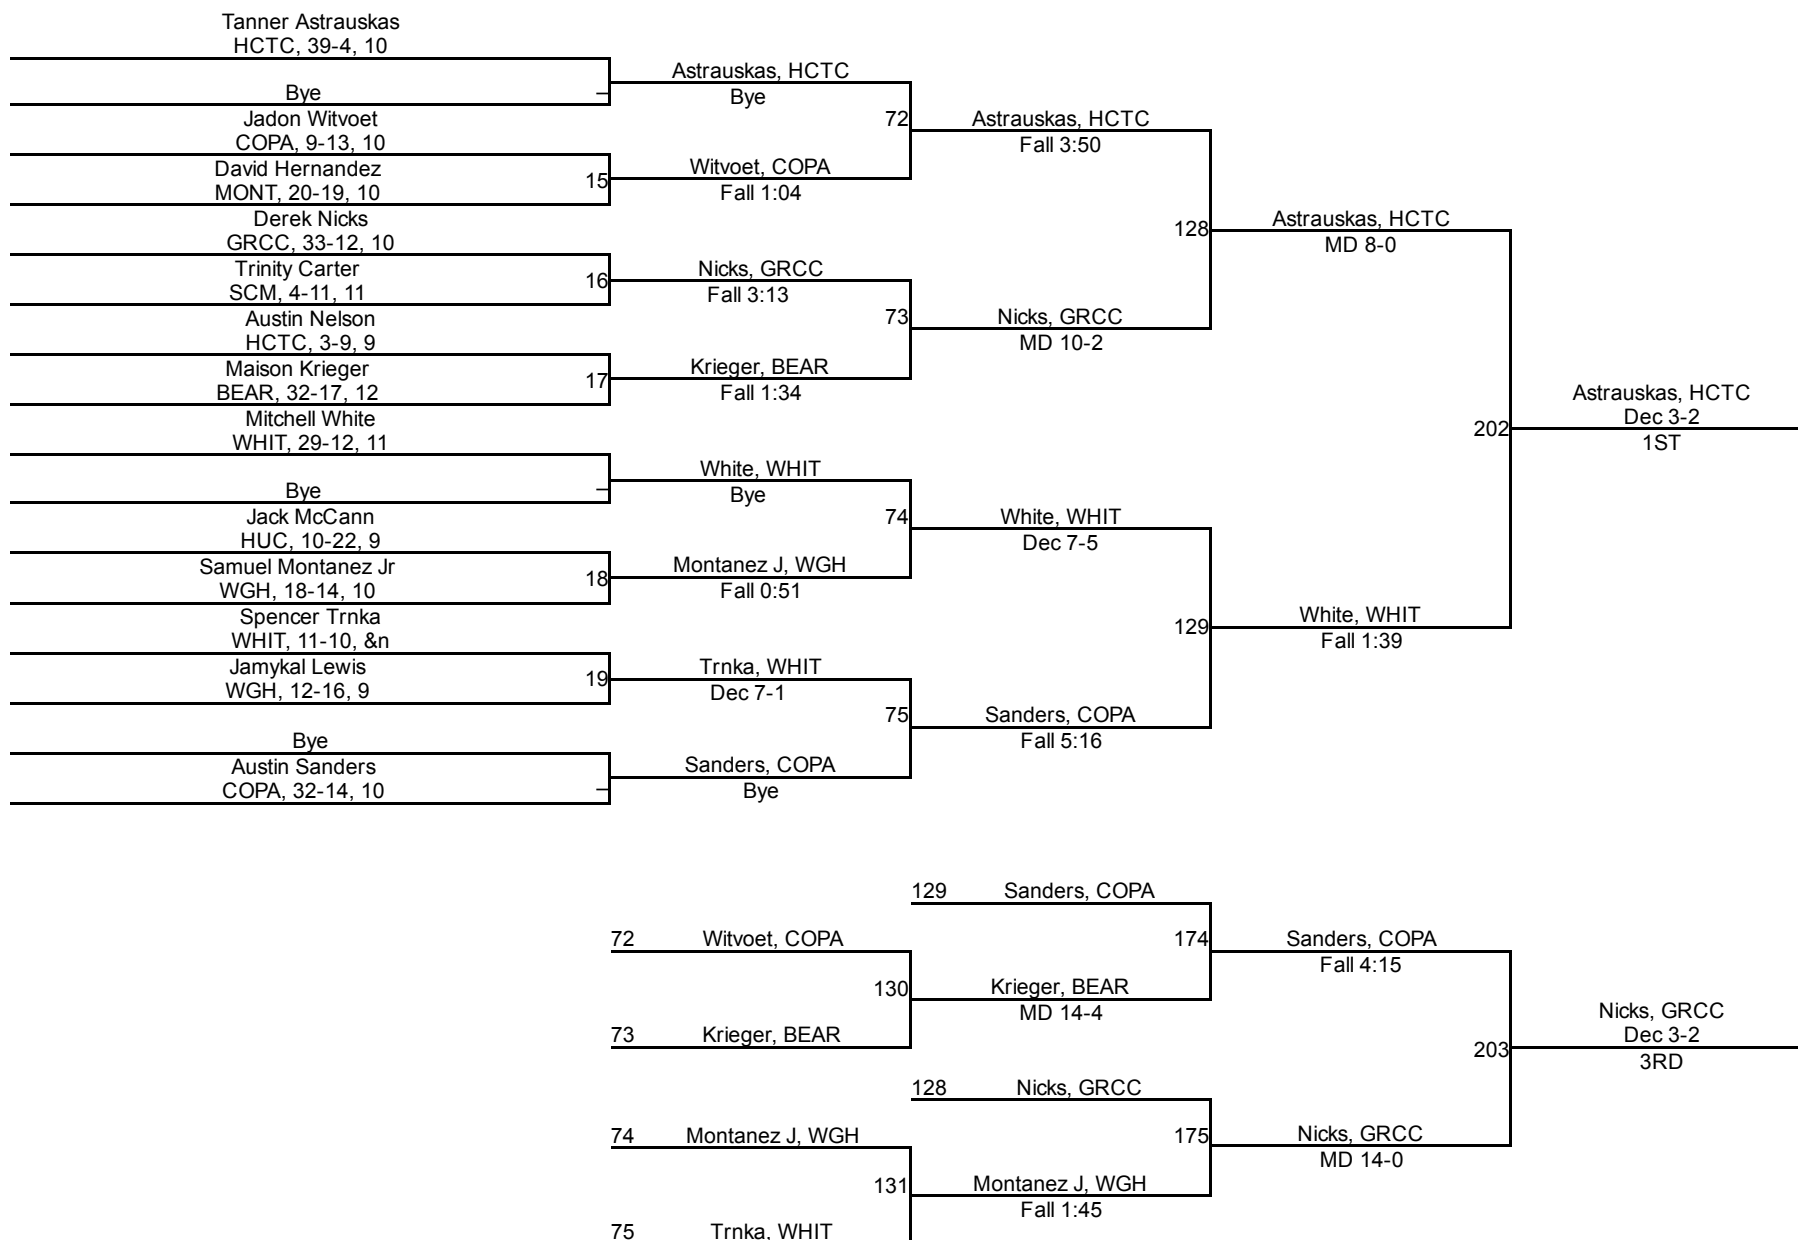 Tanner Astrauskas
HCTC, 39-4, 10
Bye
Jadon Witvoet
COPA, 9-13, 10
David Hernandez
MONT, 20-19, 10
Derek Nicks
GRCC, 33-12, 10
Trinity Carter
SCM, 4-11, 11
Austin Nelson
HCTC, 3-9, 9
Maison Krieger
BEAR, 32-17, 12
Mitchell White
WHIT, 29-12, 11
Bye
Jack McCann
HUC, 10-22, 9
Samuel Montanez Jr
WGH, 18-14, 10
Spencer Trnka
WHIT, 11-10, &n
Jamykal Lewis
WGH, 12-16, 9
Bye
Austin Sanders
COPA, 32-14, 10
–
15
16
17
–
18
19
–
Astrauskas, HCTC
Bye
Witvoet, COPA
Fall 1:04
Nicks, GRCC
Fall 3:13
Krieger, BEAR
Fall 1:34
White, WHIT
Bye
Montanez J, WGH
Fall 0:51
Trnka, WHIT
Dec 7-1
Sanders, COPA
Bye
72
73
74
75
Astrauskas, HCTC
Fall 3:50
Nicks, GRCC
MD 10-2
White, WHIT
Dec 7-5
Sanders, COPA
Fall 5:16
128
129
Astrauskas, HCTC
MD 8-0
White, WHIT
Fall 1:39
202
Astrauskas, HCTC
Dec 3-2
1ST
72 Witvoet, COPA
73 Krieger, BEAR
74 Montanez J, WGH
75 Trnka, WHIT
130
131
129 Sanders, COPA
Krieger, BEAR
MD 14-4
128 Nicks, GRCC
Montanez J, WGH
Fall 1:45
174
175
Sanders, COPA
Fall 4:15
Nicks, GRCC
MD 14-0
203
Nicks, GRCC
Dec 3-2
3RD